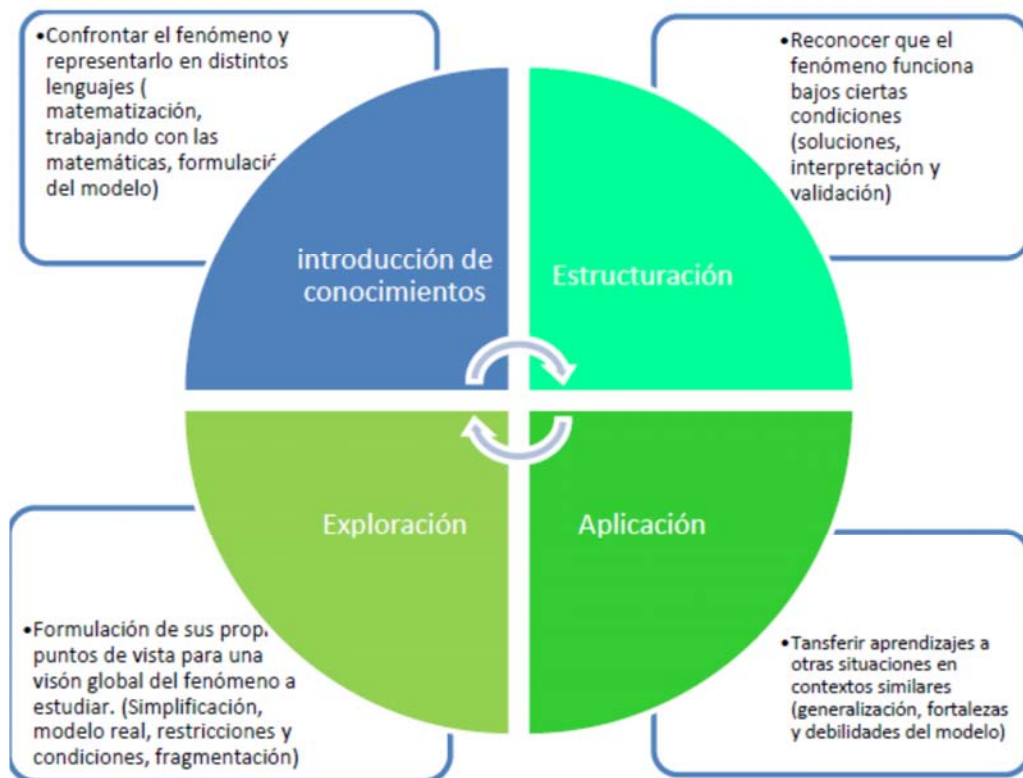 •Confrontar el fenómeno y
representarlo en distintos
lenguajes (
matematización,
trabajando con las
matemáticas, formulació
del modelo)
•Reconocer que el
fenómeno funciona
bajos ciertas
condiciones
(soluciones,
interpretación y
validación)
introducción de
conocimientos
Estructuración
Exploración
Aplicación
•Formulación de sus prop
puntos de vista para una
visón global del fenómeno a
estudiar. (Simplificación,
modelo real, restricciones y
condiciones, fragmentación)
•Tansferir aprendizajes a
otras situaciones en
contextos similares
(generalización, fortalezas
y debilidades del modelo)